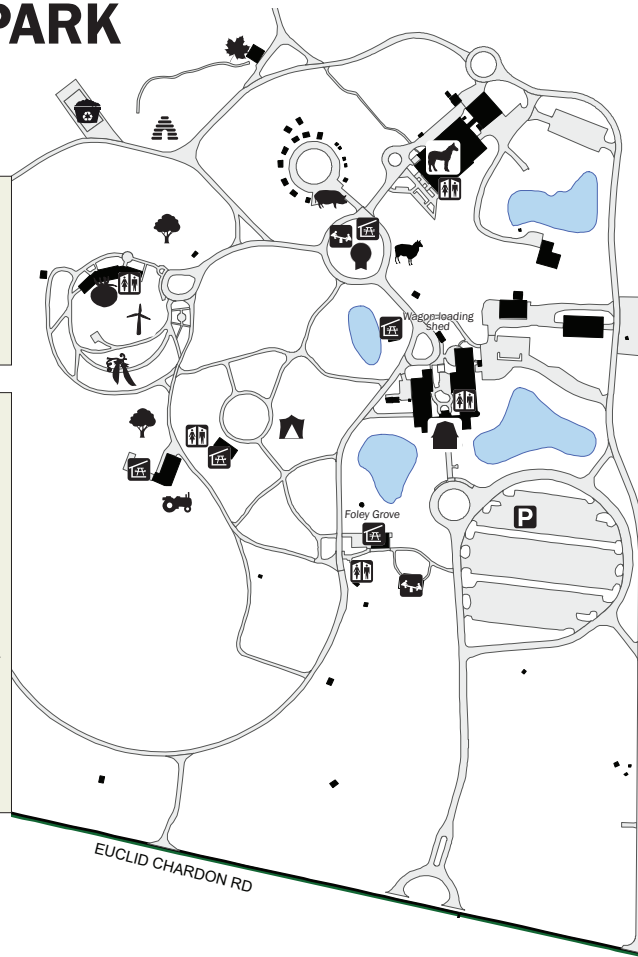 PARK
Wagon loading
shed
Foley Grove
P
EUCLID CHARDON RD